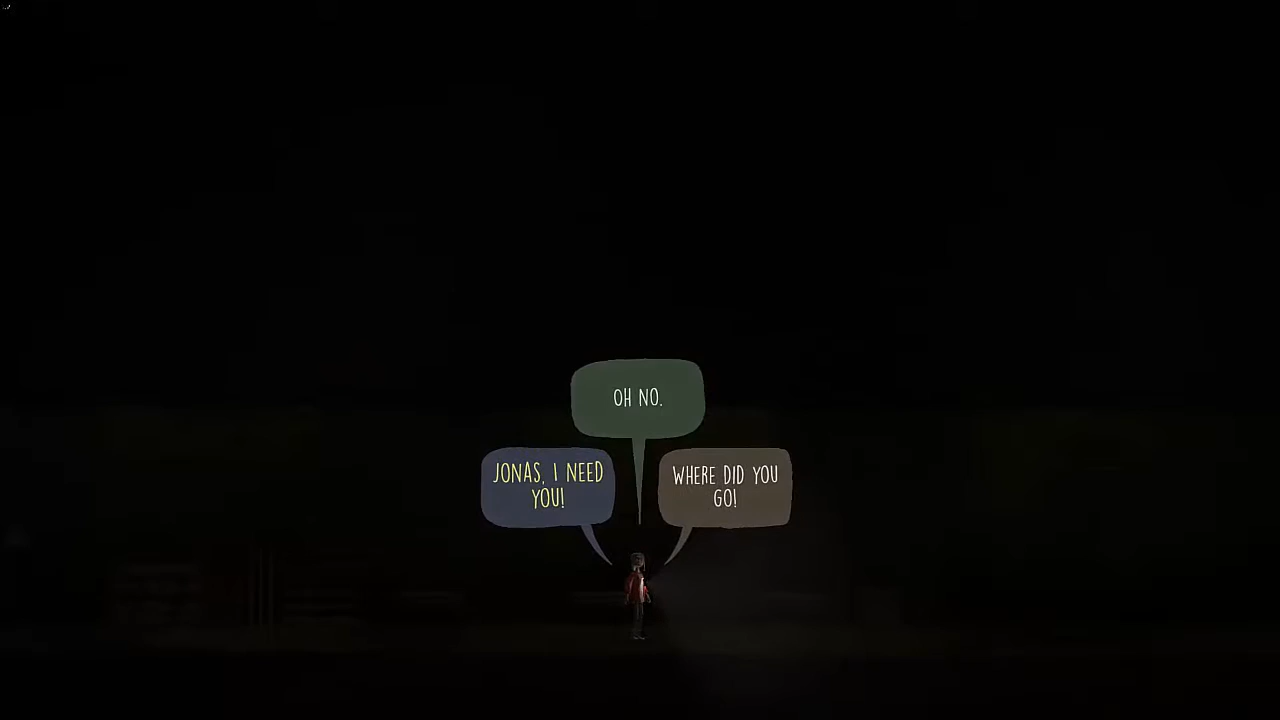 OH NO.
JONAS, I NEED
YOU!
WHERE DID YOU
GO!